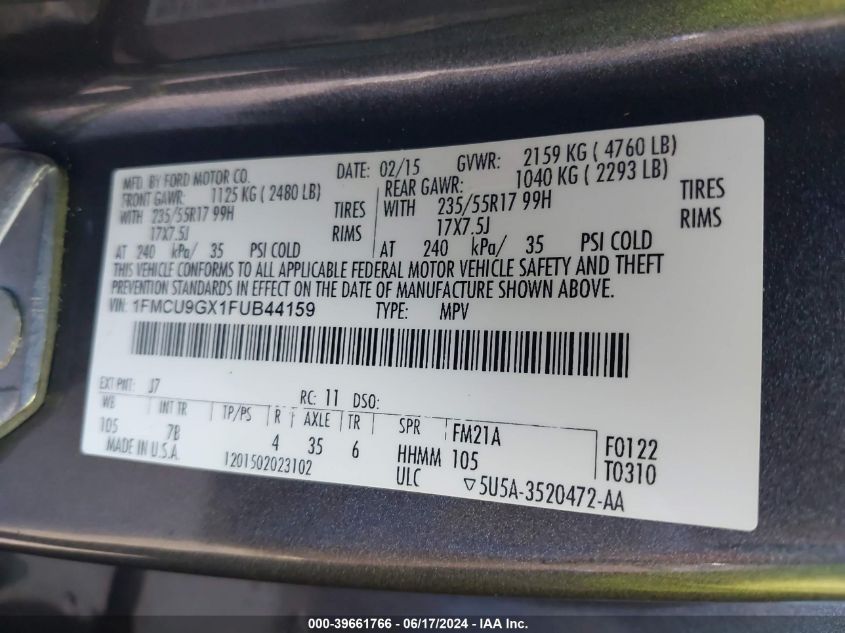 MFD. BY FORD MOTOR CO. DATE: 02/15 GVWR: 2159 KG ( 4760 LB)
FRONT GAWR: 1125 KG ( 2480 LB) REAR GAWR: 1040 KG ( 2293 LB)
WITH 235/55R17 99H TIRES WITH 235/55R17 99H TIRES
17X7.5J RIMS 17X7.5J RIMS
AT 240 kPa/ 35 PSI COLD AT 240 kPa/ 35 PSI COLD
THIS VEHICLE CONFORMS TO ALL APPLICABLE FEDERAL MOTOR VEHICLE SAFETY AND THEFT
PREVENTION STANDARDS IN EFFECT ON THE DATE OF MANUFACTURE SHOWN ABOVE.
VIN: 1FMCU9GX1FUB44159 TYPE: MPV
EXT PNT: J7 RC: 11 DSO:
WB INT TR TP/PS R AXLE TR SPR FM21A F0122
105 7B 4 35 6 HHMM 105 T0310
MADE IN U.S.A. 1201502023102 ULC ▽5U5A-3520472-AA
000-39661766 - 06/17/2024 - IAA Inc.